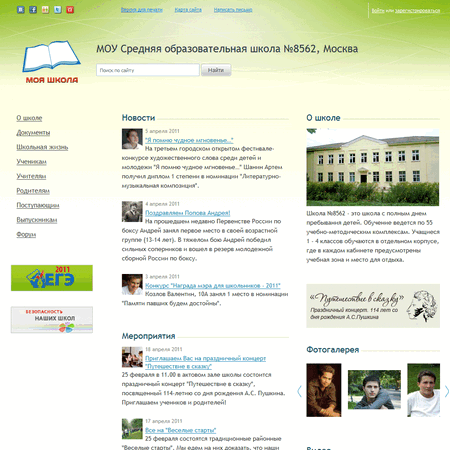 Версия для печати
Карта сайта
Написать письмо
Войти или зарегистрироваться
МОЯ ШКОЛА
МОУ Средняя образовательная школа №8562, Москва
Поиск по сайту
Найти
О школе
Документы
Школьная жизнь
Ученикам
Учителям
Родителям
Поступающим
Выпускникам
Форум
2011
ЕГЭ
БЕЗОПАСНОСТЬ
НАШИХ ШКОЛ
Новости
5 апреля 2011
"Я помню чудное мгновенье..."
На третьем городском открытом фестивале-
конкурсе художественного слова среди детей и
молодежи "Я помню чудное мгновенье" Шанин Артем
получил диплом 1 степени в номинации "Литературно-
музыкальная композиция".
4 апреля 2011
Поздравляем Попова Андрея!
На прошедшем недавно Первенстве России
по боксу Андрей занял первое место в своей возрастной
группе (13-14 лет). В тяжелом бою Андрей победил
сильных соперников и вошел в резерв молодежной
сборной России по боксу.
2 апреля 2011
Конкурс "Награда мэра для школьников - 2011"
Козлов Валентин, 10А занял 1 место в номинации
"Памяти павших будем достойны".
Мероприятия
18 апреля 2011
Приглашаем Вас на праздничный концерт
"Путешествие в сказку"
25 февраля в 11.00 в актовом зале школы состоится
праздничный концерт "Путешествие в сказку",
посвященный 114-летию со дня рождения А.С. Пушкина.
Приглашаем учеников и родителей!
17 апреля 2011
Все на "Веселые старты"
25 февраля состоятся традиционные районные
"Веселые старты". Мы едем на них доказать, что наши
О школе
Школа №8562 - это школа с полным днем
пребывания детей. Обучение ведется по 55
учебно-методическим комплексам. Учащиеся
1 - 4 классов обучаются в отдельном корпусе,
где в каждом кабинете предусмотрены
учебная зона и место для отдыха.
«Путешествие в сказку»
Праздничный концерт. 114 лет
со дня рождения А.С.Пушкина
Фотогалерея
Видео